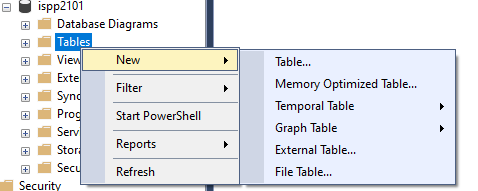 ispp2101
Database Diagrams
Tables
New
Table...
View
Memory Optimized Table...
Exte
Filter
Temporal Table
Syno
Graph Table
Prog
Start PowerShell
External Table...
Serv
Reports
File Table...
Stora
Refresh
Secu
Security